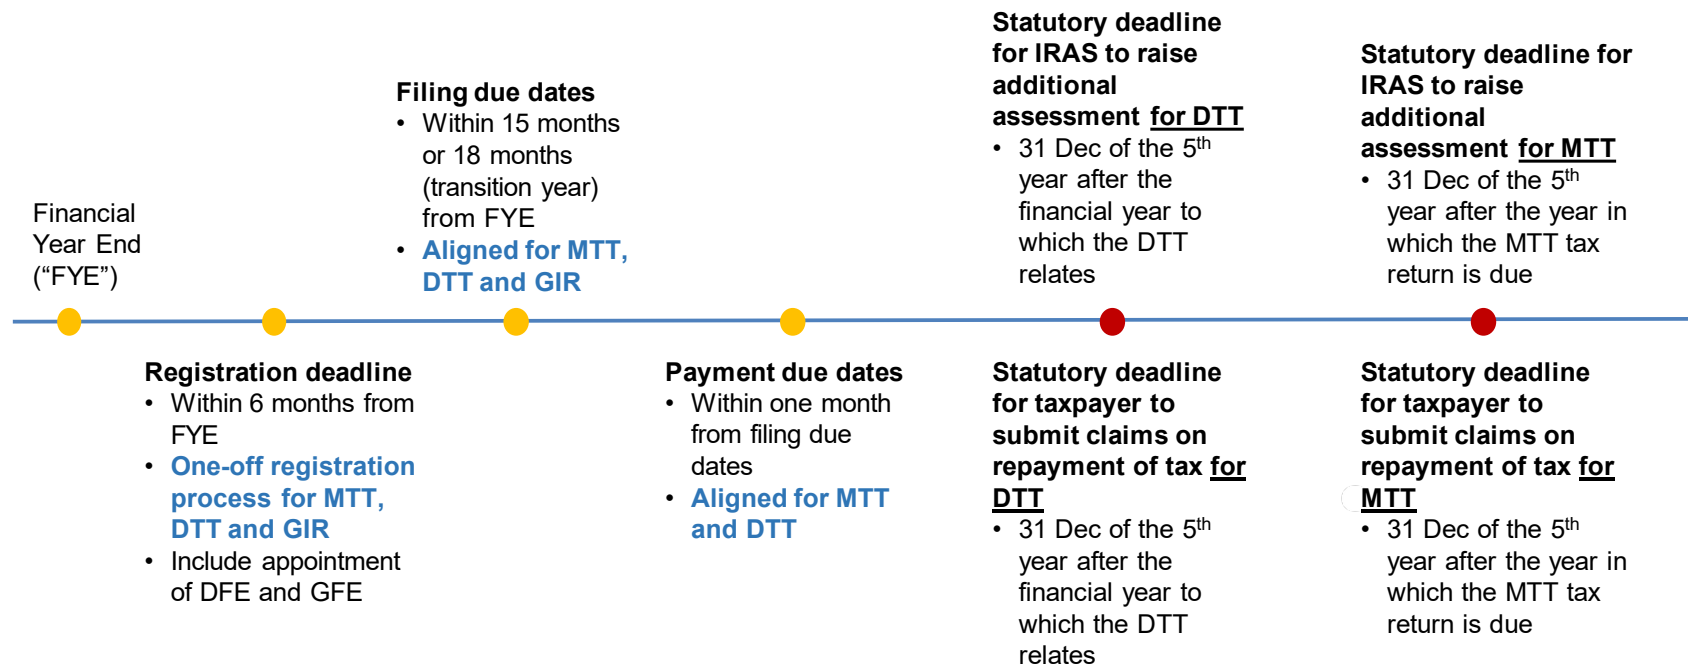 Financial
Year End
(“FYE”)
Registration deadline
• Within 6 months from
FYE
• One-off registration
process for MTT,
DTT and GIR
• Include appointment
of DFE and GFE
Filing due dates
• Within 15 months
or 18 months
(transition year)
from FYE
• Aligned for MTT,
DTT and GIR
Payment due dates
• Within one month
from filing due
dates
• Aligned for MTT
and DTT
Statutory deadline
for IRAS to raise
additional
assessment for DTT
• 31 Dec of the 5th
year after the
financial year to
which the DTT
relates
Statutory deadline
for taxpayer to
submit claims on
repayment of tax for
DTT
• 31 Dec of the 5th
year after the
financial year to
which the DTT
relates
Statutory deadline for
IRAS to raise
additional
assessment for MTT
• 31 Dec of the 5th
year after the year in
which the MTT tax
return is due
Statutory deadline
for taxpayer to
submit claims on
repayment of tax for
MTT
• 31 Dec of the 5th
year after the year in
which the MTT tax
return is due